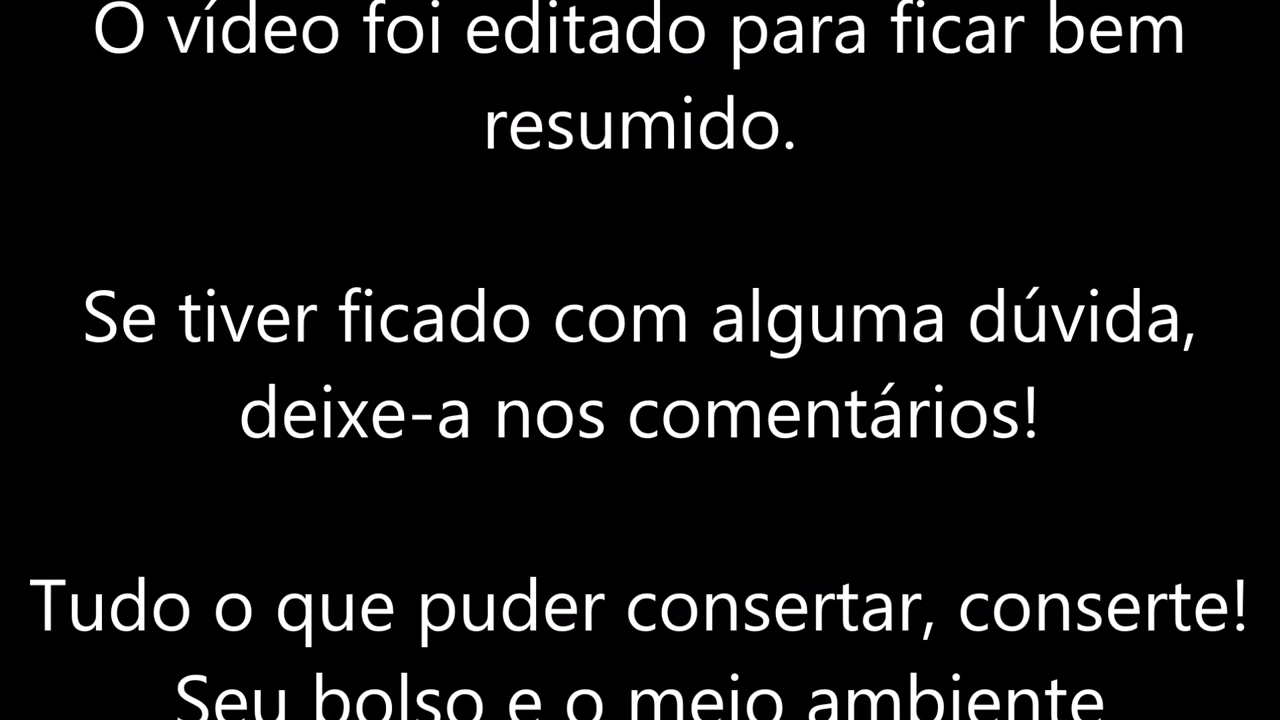 O vídeo foi editado para ficar bem
resumido.
Se tiver ficado com alguma dúvida,
deixe-a nos comentários!
Tudo o que puder consertar, conserte!
Seu bolso e o meio ambiente